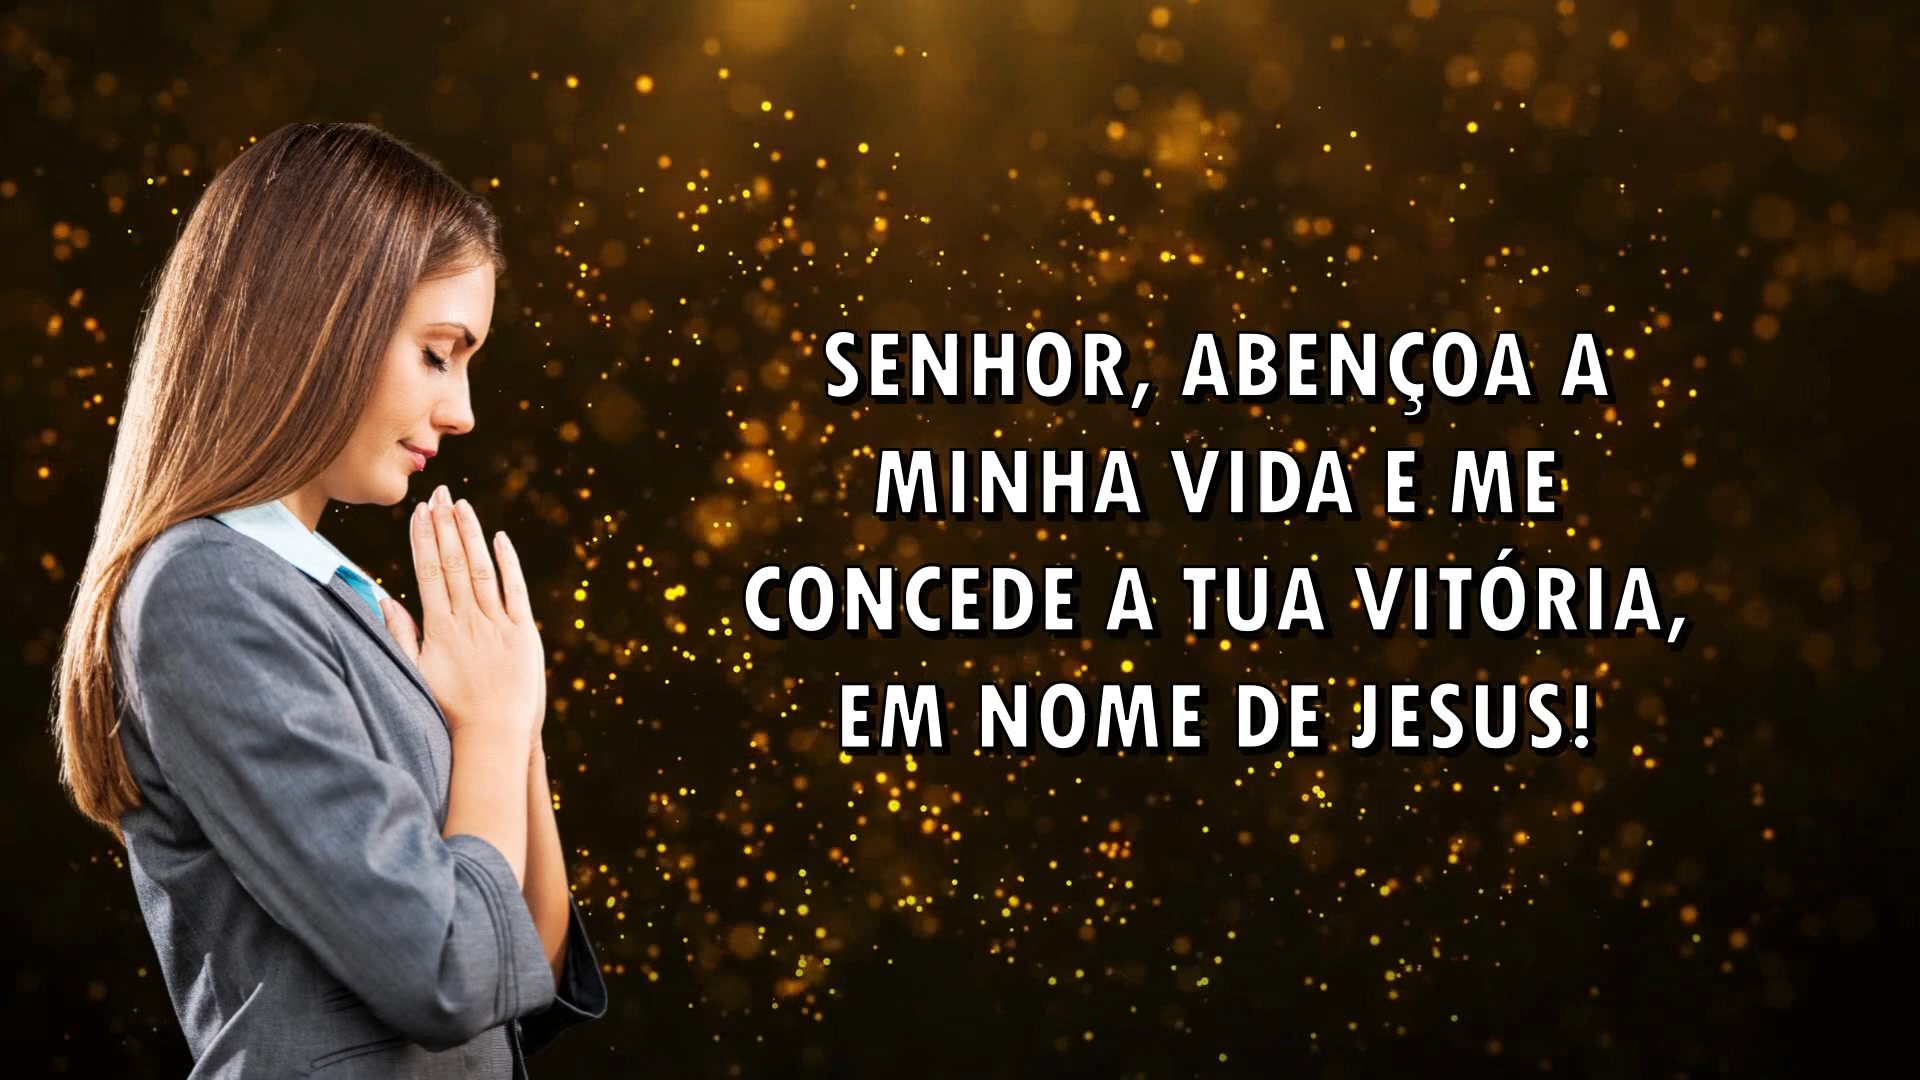 SENHOR, ABENÇOA A
MINHA VIDA E ME
CONCEDE A TUA VITÓRIA,
EM NOME DE JESUS!